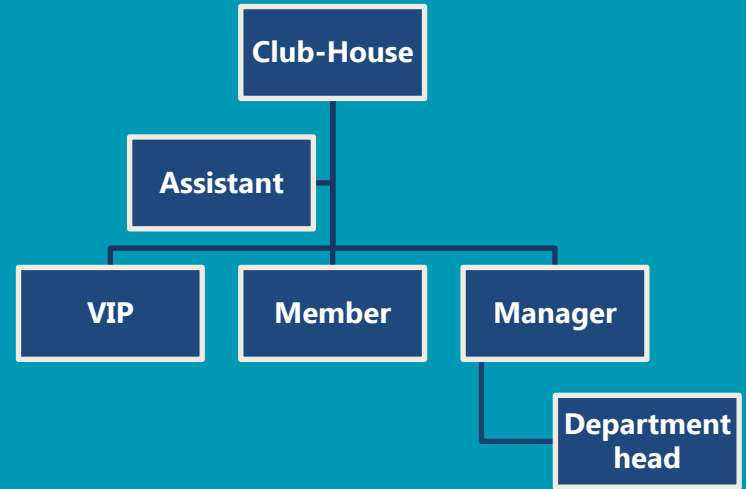 Club-House
Assistant
VIP
Member
Manager
Department
head